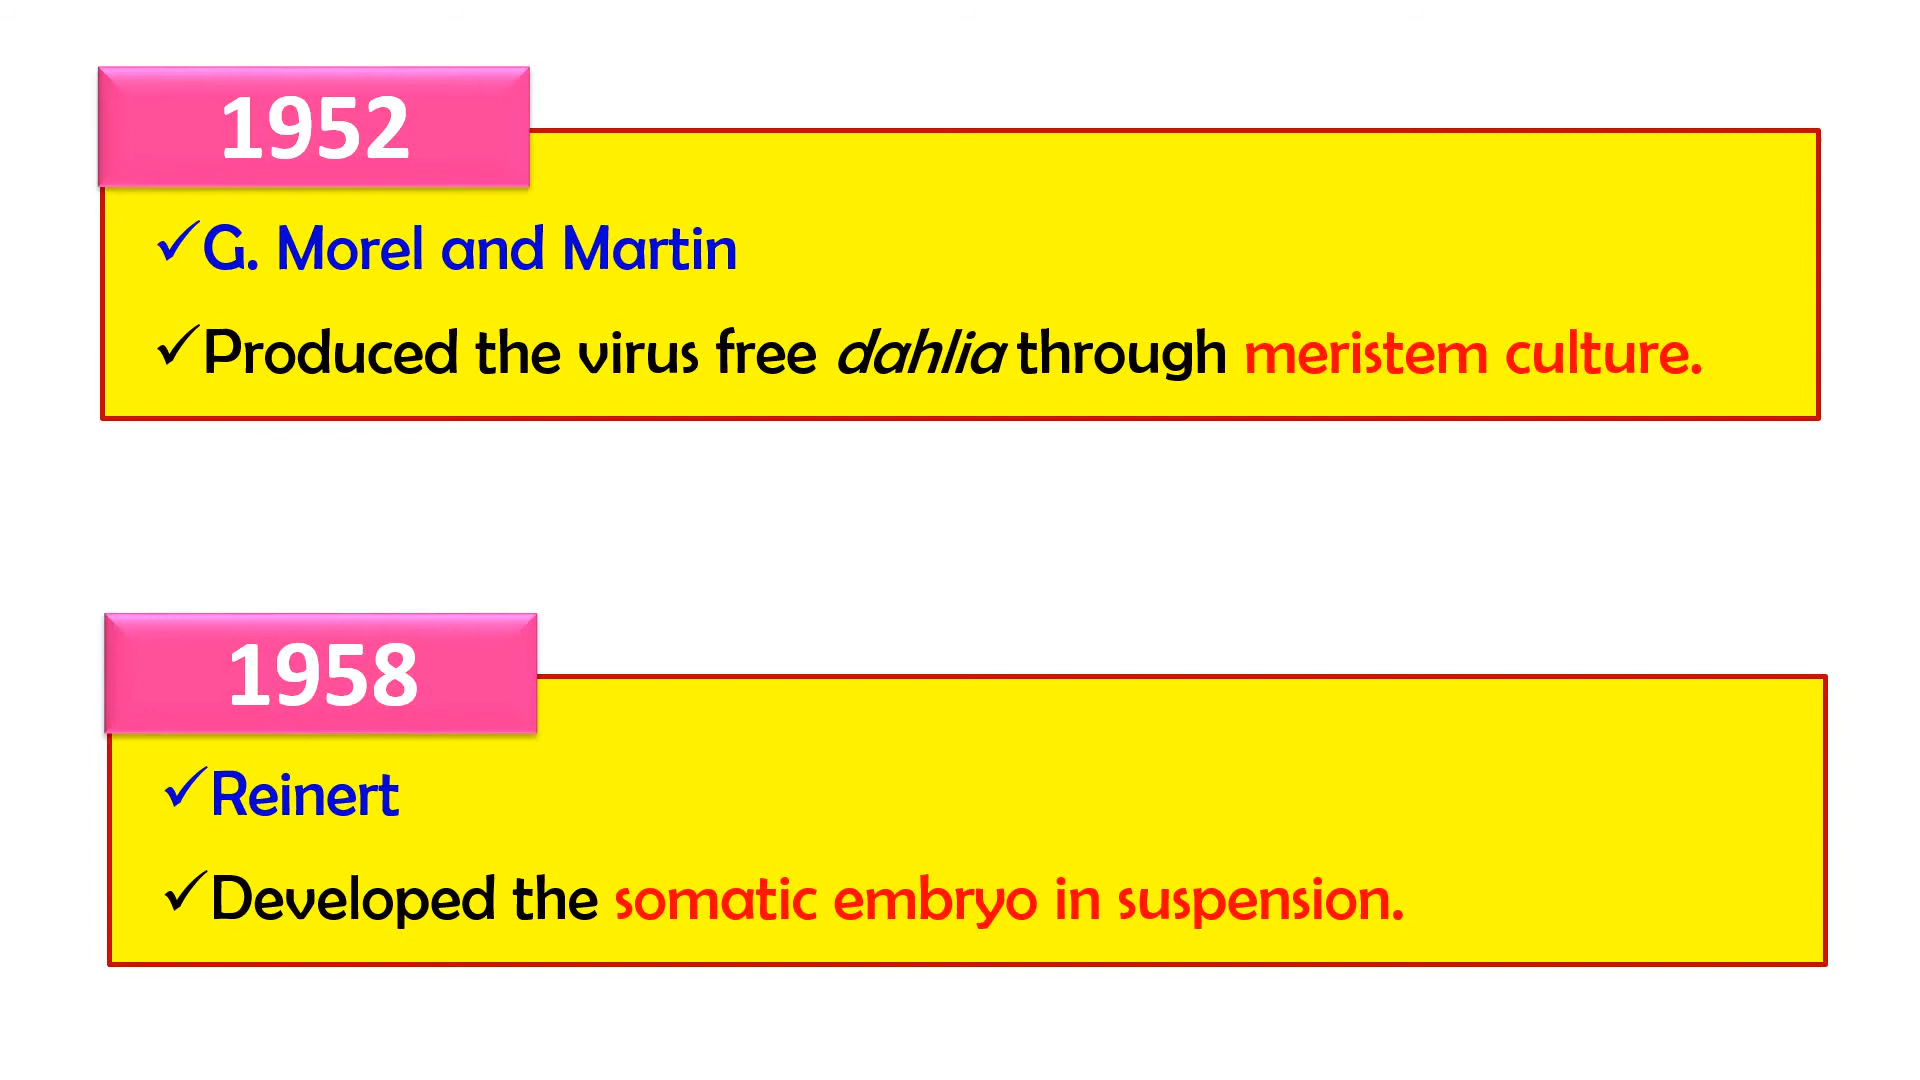 1952
✓G. Morel and Martin
✓Produced the virus free dahlia through meristem culture.
1958
✓Reinert
✓Developed the somatic embryo in suspension.